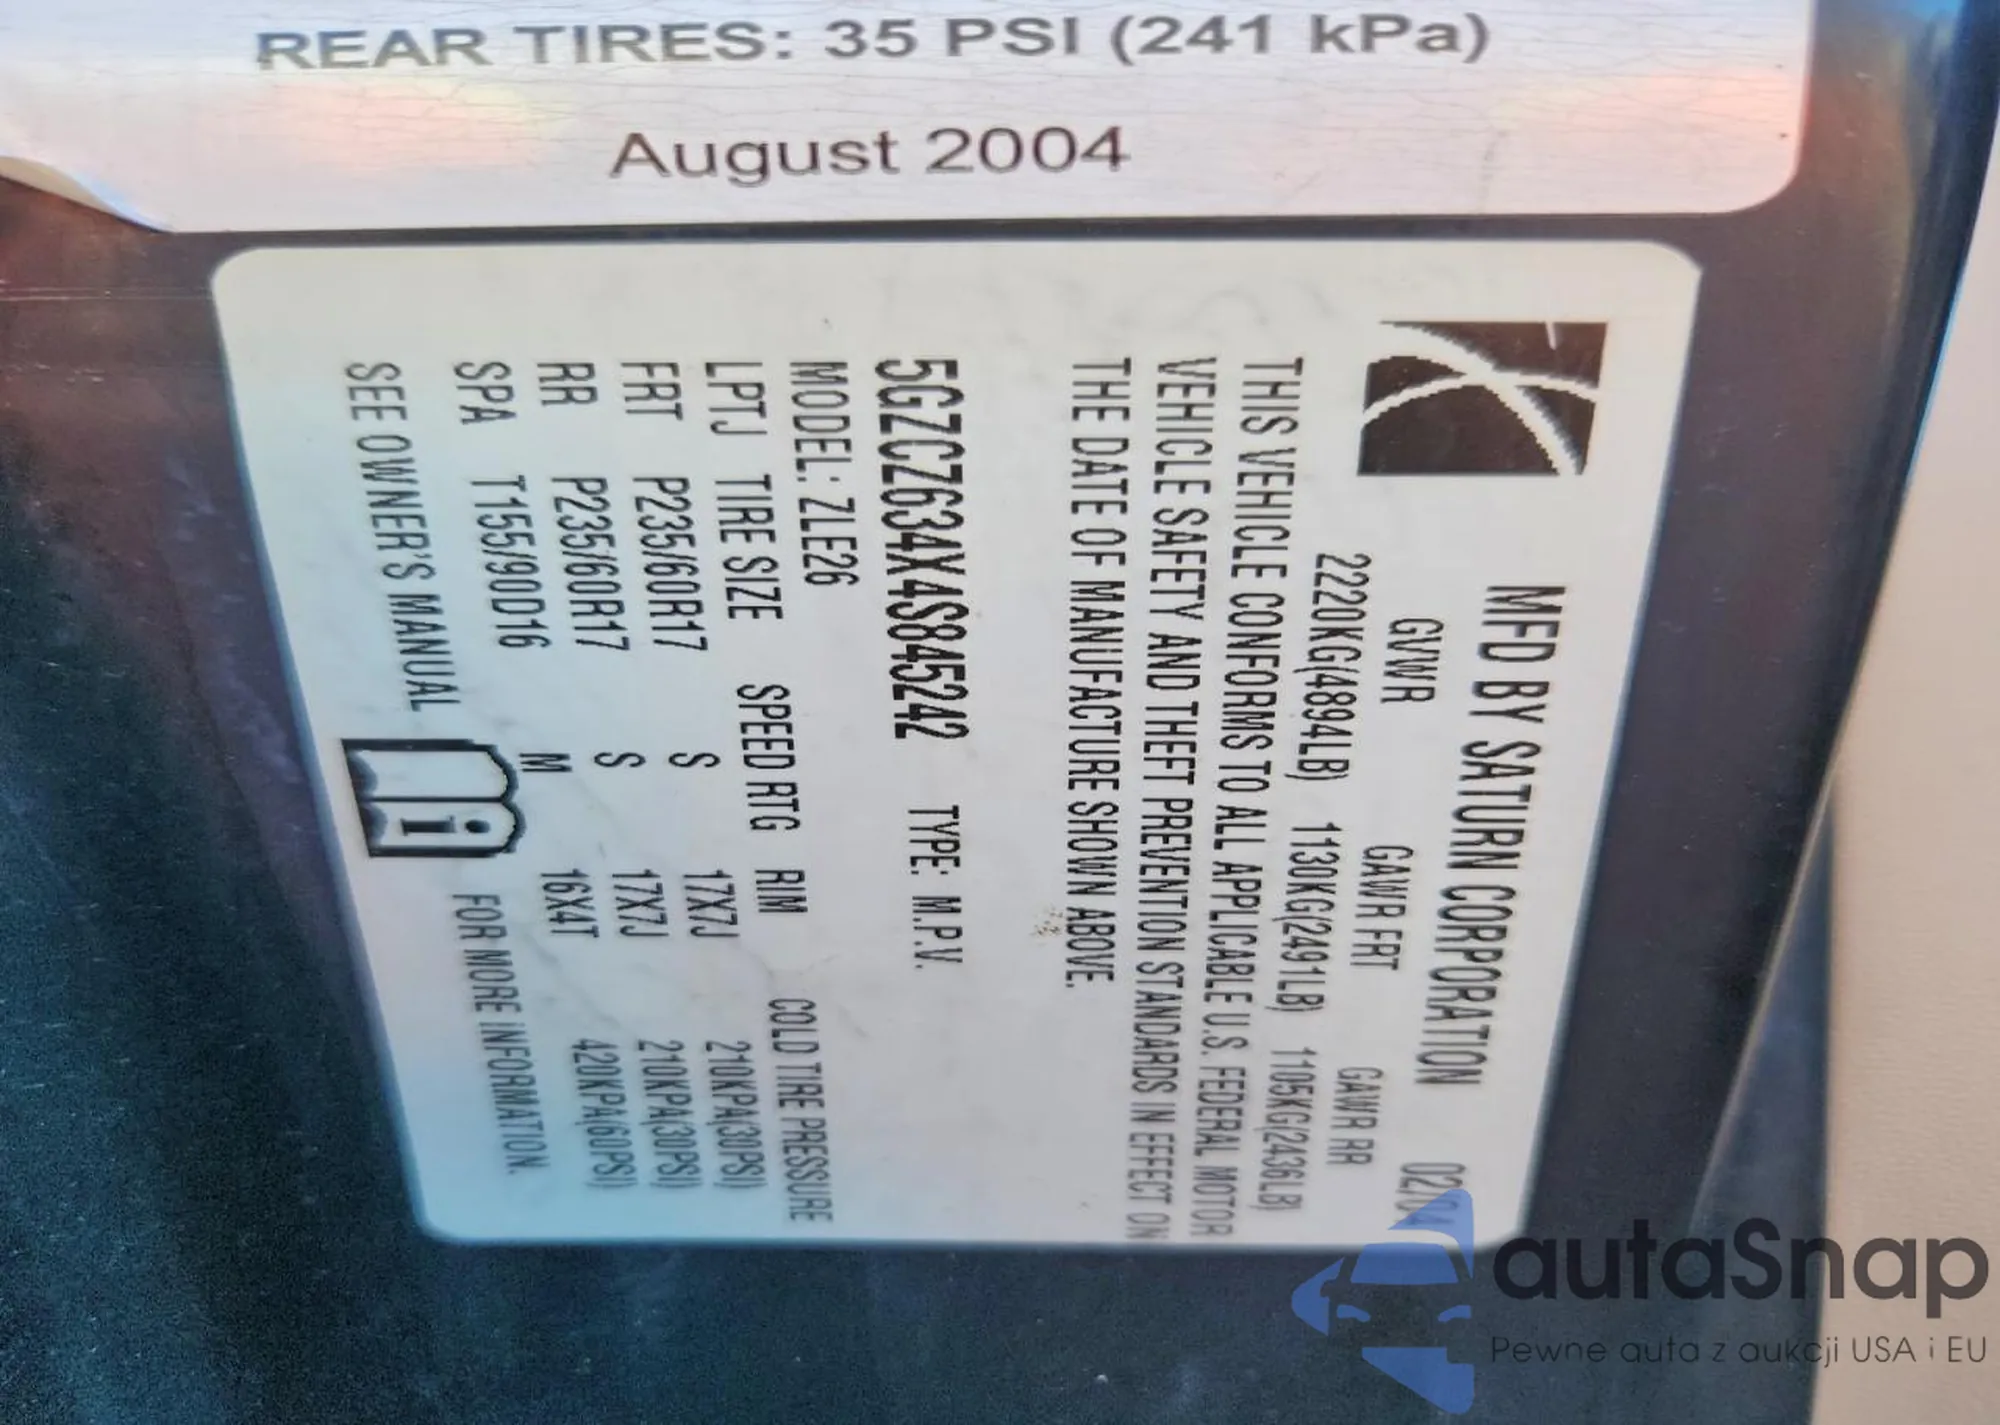 REAR TIRES: 35 PSI (241 kPa)
August 2004
MFD BY SATURN CORPORATION 02/04
GVWR GAWR FRT GAWR RR
2220KG(4894LB) 1130KG(2491LB) 1105KG(2436LB)
THIS VEHICLE CONFORMS TO ALL APPLICABLE U.S. FEDERAL MOTOR
VEHICLE SAFETY AND THEFT PREVENTION STANDARDS IN EFFECT ON
THE DATE OF MANUFACTURE SHOWN ABOVE.
5GZCZ634X4S845242 TYPE: M.P.V.
MODEL: ZLE26
LPTJ TIRE SIZE SPEED RTG RIM COLD TIRE PRESSURE
FRT P235/60R17 S 17X7J 210KPA(30PSI)
RR P235/60R17 S 17X7J 210KPA(30PSI)
SPA T155/90D16 M 16X4T 420KPA(60PSI)
SEE OWNER'S MANUAL i FOR MORE INFORMATION.
autaSnap
Pewne auta z aukcji USA i EU